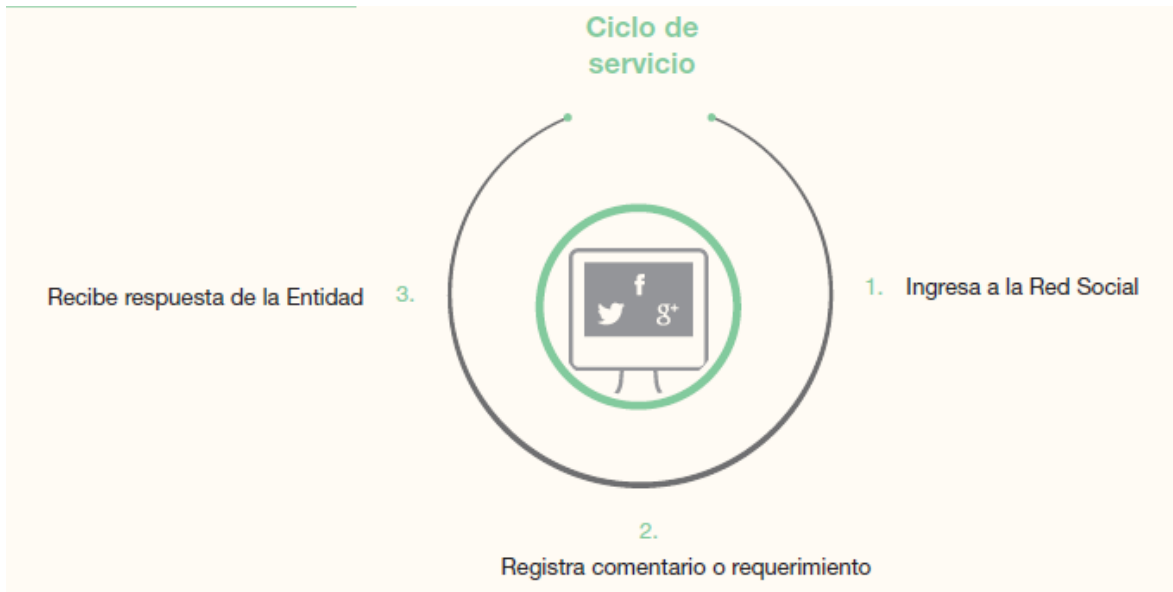 Ciclo de
servicio
1. Ingresa a la Red Social
2.
Registra comentario o requerimiento
Recibe respuesta de la Entidad 3.
f
g+